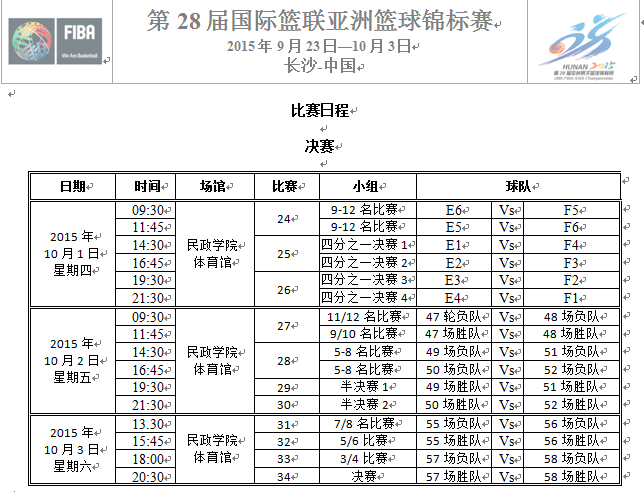 FIBA
We Are Basketball
第 28 届国际篮联亚洲篮球锦标赛
2015 年 9 月 23 日—10 月 3 日
长沙-中国
HUNAN 2015
第 28 届亚洲男子篮球锦标赛
28th FIBA ASIA Championship
比赛日程
决赛
日期 时间 场馆 比赛 小组 球队
2015 年
10 月 1 日
星期四
民政学院
体育馆
09:30 24 9-12 名比赛 E6 Vs F5
11:45 9-12 名比赛 E5 Vs F6
14:30 25 四分之一决赛 1 E1 Vs F4
16:45 四分之一决赛 2 E2 Vs F3
19:30 26 四分之一决赛 3 E3 Vs F2
21:30 四分之一决赛 4 E4 Vs F1
2015 年
10 月 2 日
星期五
民政学院
体育馆
09:30 27 11/12 名比赛 47 轮负队 Vs 48 场负队
11:45 9/10 名比赛 47 场胜队 Vs 48 场胜队
14:30 28 5-8 名比赛 49 场负队 Vs 51 场负队
16:45 5-8 名比赛 50 场负队 Vs 52 场负队
19:30 29 半决赛 1 49 场胜队 Vs 51 场胜队
21:30 30 半决赛 2 50 场胜队 Vs 52 场胜队
2015 年
10 月 3 日
星期六
民政学院
体育馆
13.30 31 7/8 名比赛 55 场负队 Vs 56 场负队
15:45 32 5/6 比赛 55 场胜队 Vs 56 场胜队
18:00 33 3/4 比赛 57 场负队 Vs 58 场负队
20:30 34 决赛 57 场胜队 Vs 58 场胜队